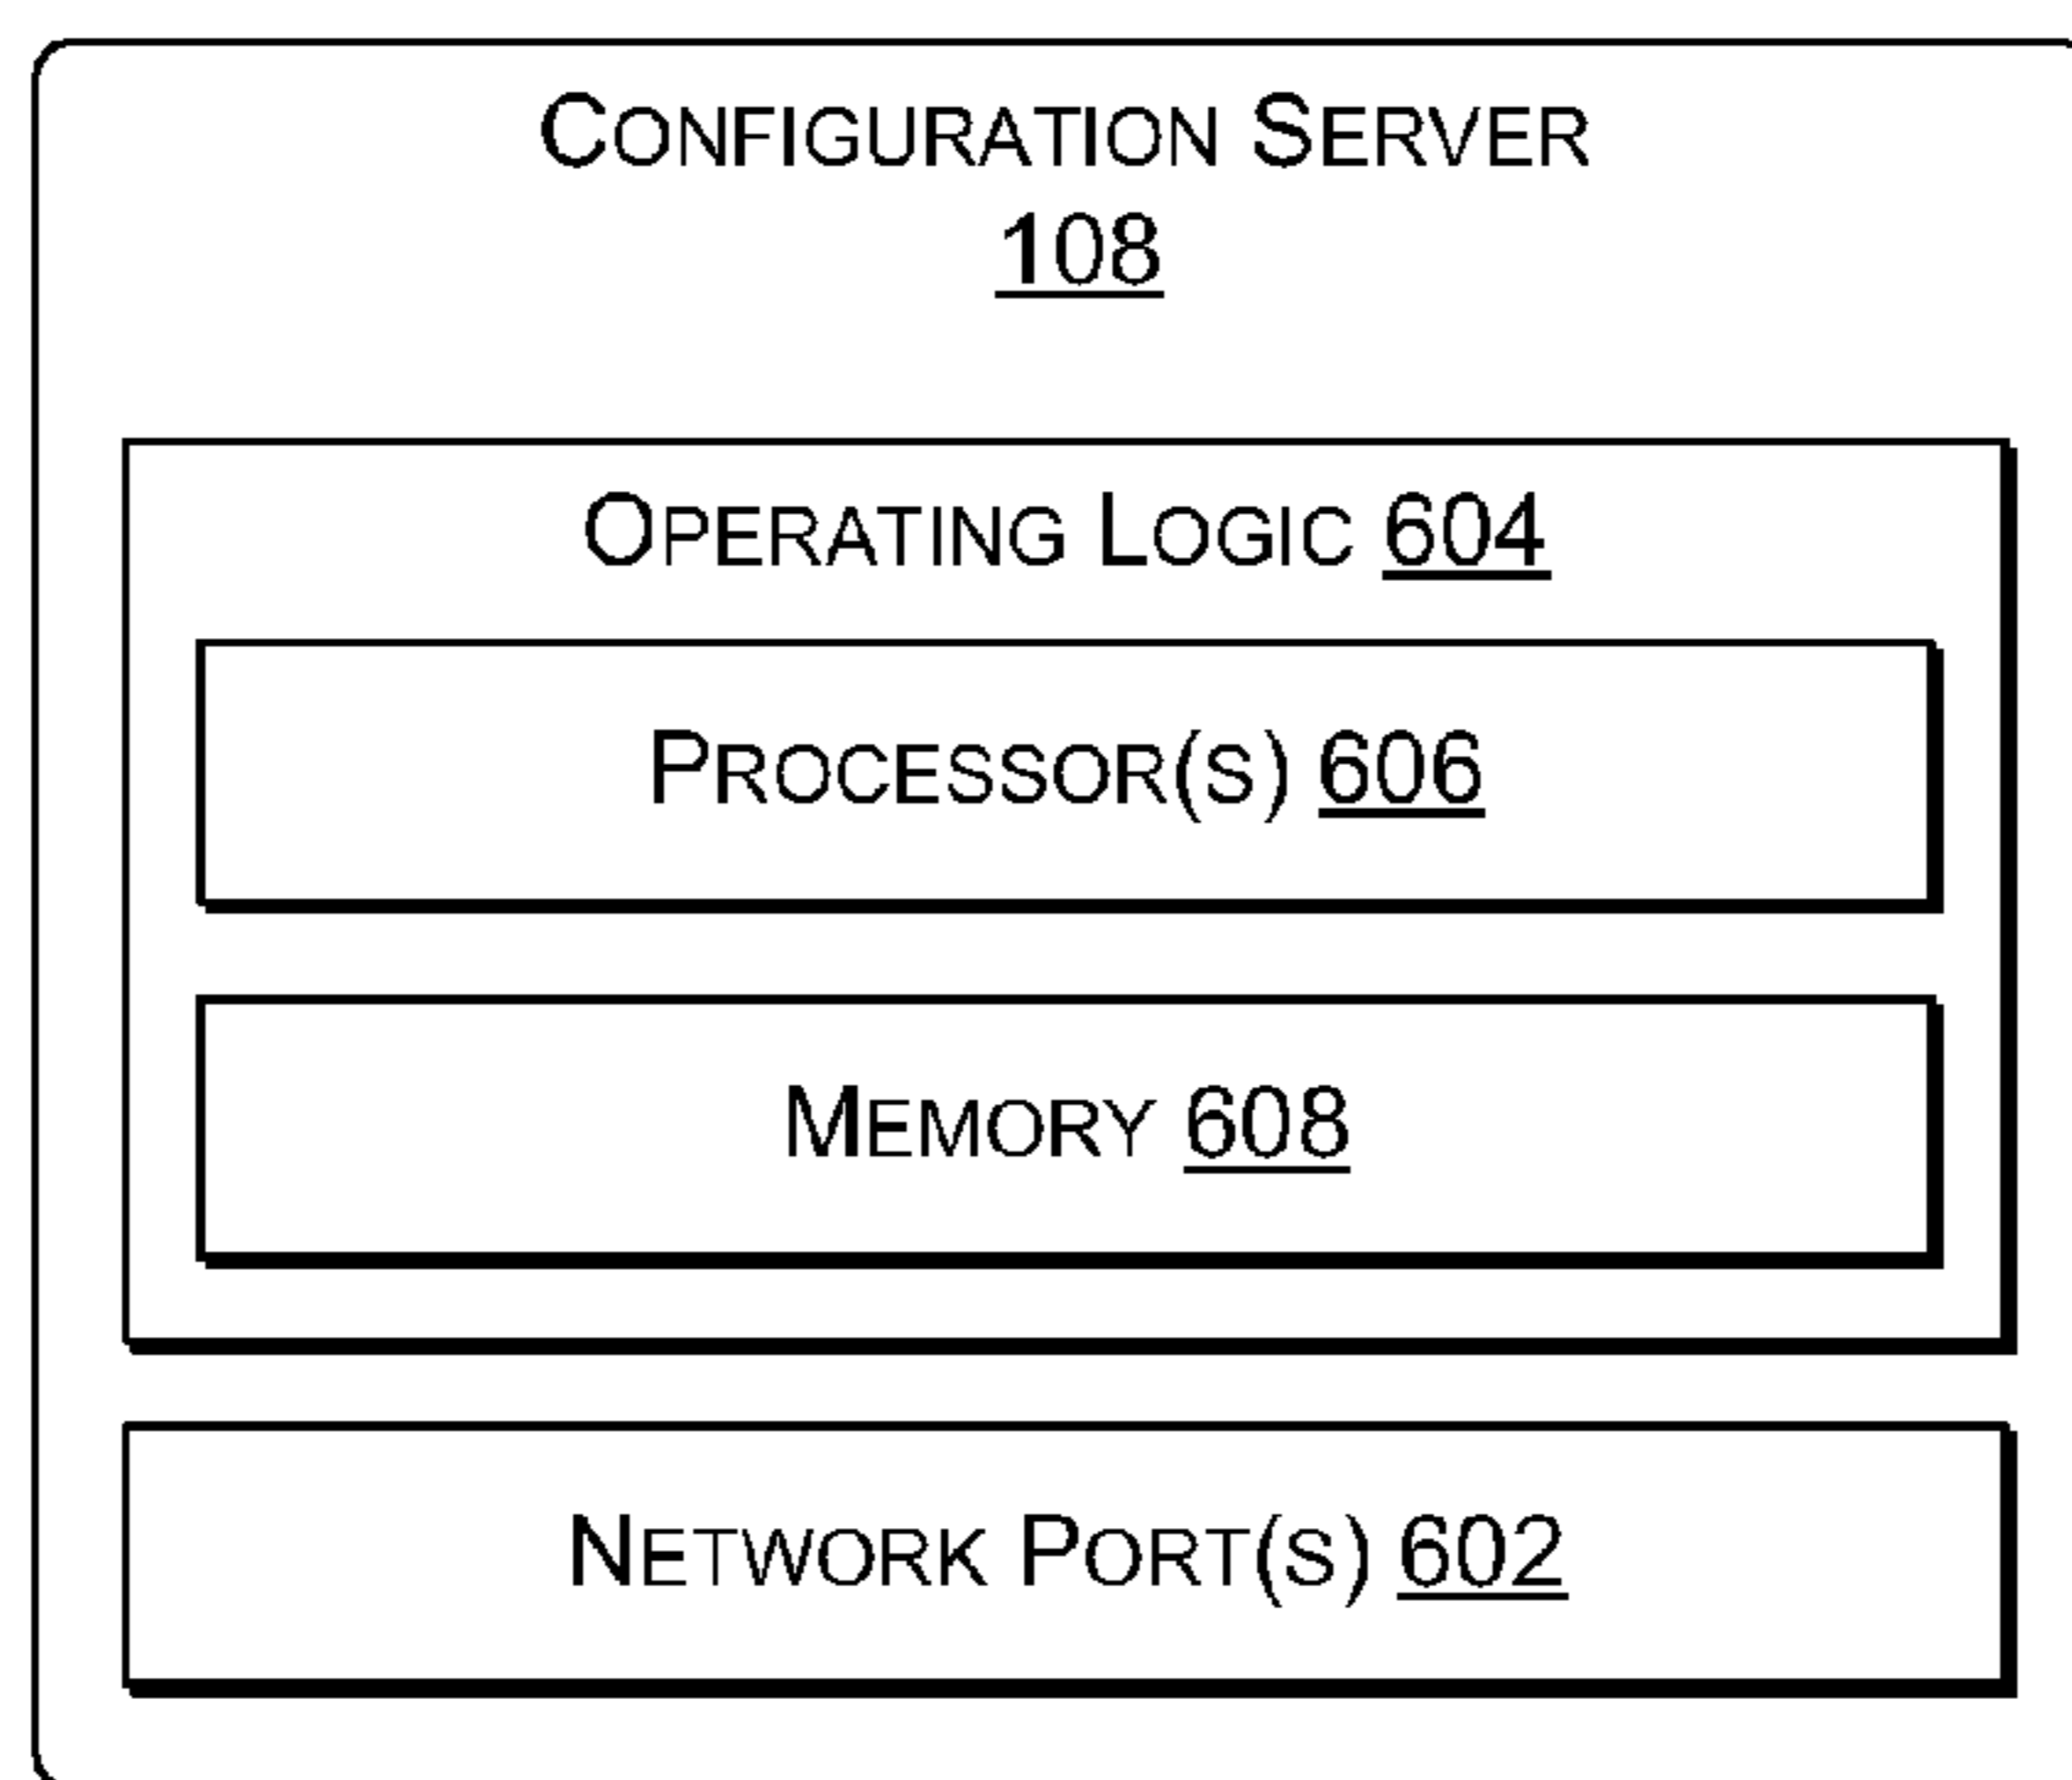 CONFIGURATION SERVER
108
OPERATING LOGIC 604
PROCESSOR(S) 606
MEMORY 608
NETWORK PORT(S) 602